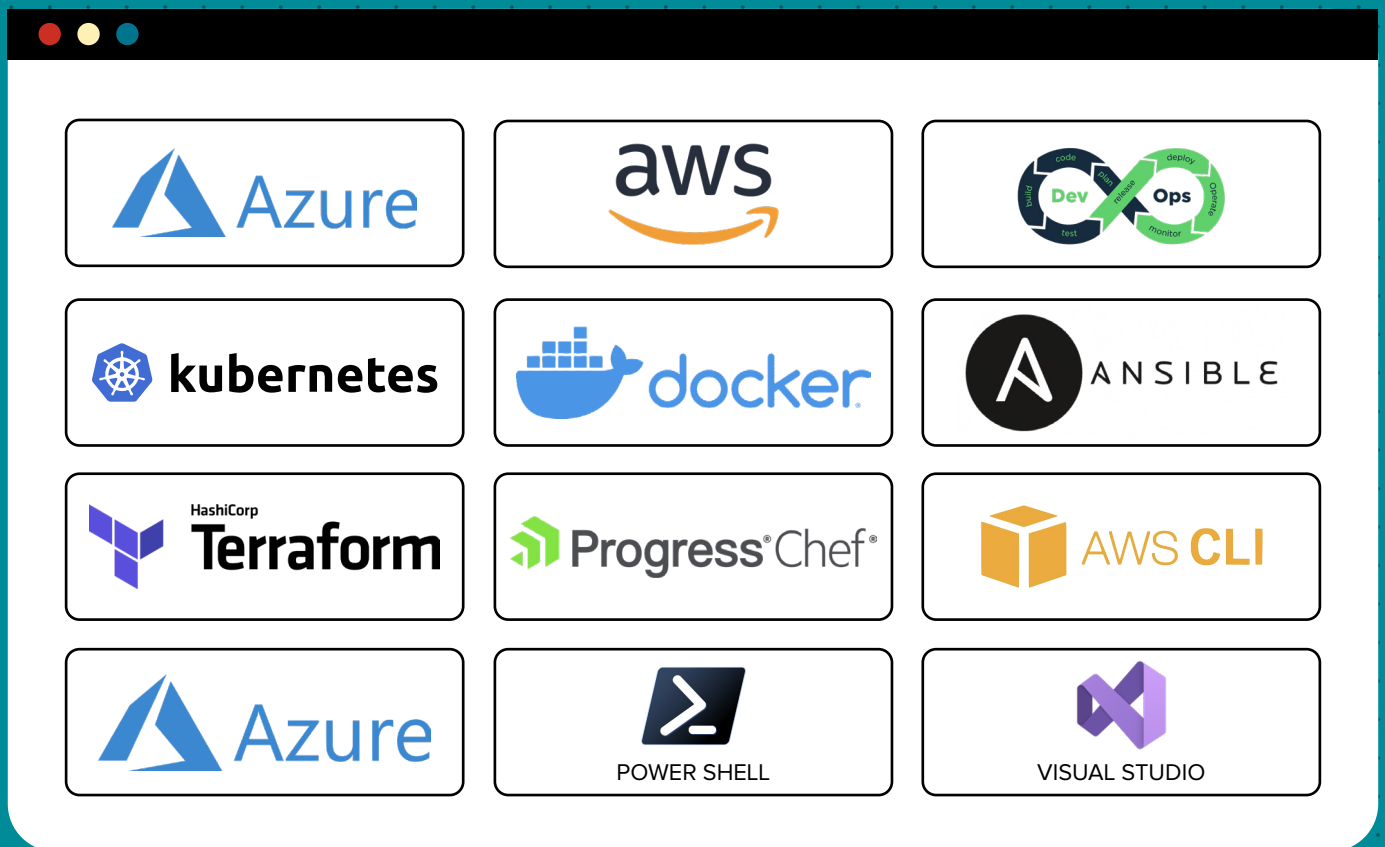 Azure
aws
code
deploy
plan
build
Dev
release
Ops
Operate
test
monitor
kubernetes
docker.
ANSIBLE
HashiCorp
Terraform
Progress® Chef®
AWS CLI
Azure
POWER SHELL
VISUAL STUDIO